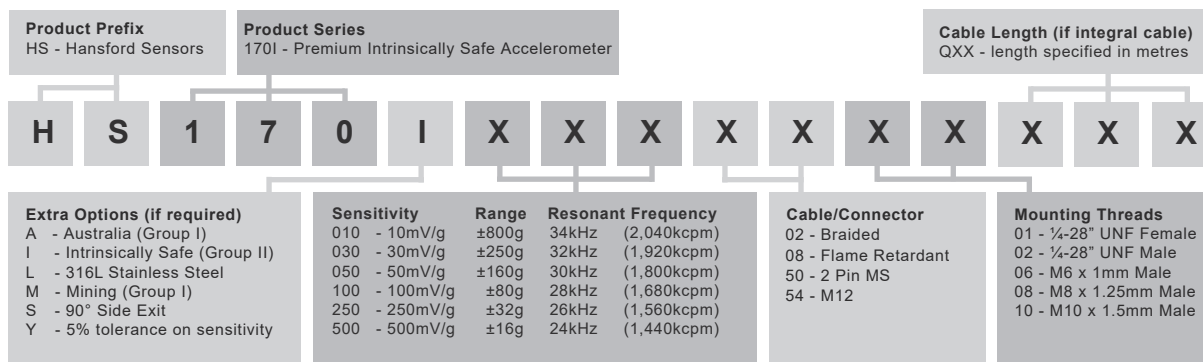 Product Prefix
HS - Hansford Sensors
Product Series
170I - Premium Intrinsically Safe Accelerometer
Cable Length (if integral cable)
QXX - length specified in metres
H S 1 7 0 I X X X X X X X X X X
Extra Options (if required)
A - Australia (Group I)
I - Intrinsically Safe (Group II)
L - 316L Stainless Steel
M - Mining (Group I)
S - 90° Side Exit
Y - 5% tolerance on sensitivity
Sensitivity Range Resonant Frequency
010 - 10mV/g ±800g 34kHz (2,040kcpm)
030 - 30mV/g ±250g 32kHz (1,920kcpm)
050 - 50mV/g ±160g 30kHz (1,800kcpm)
100 - 100mV/g ±80g 28kHz (1,680kcpm)
250 - 250mV/g ±32g 26kHz (1,560kcpm)
500 - 500mV/g ±16g 24kHz (1,440kcpm)
Cable/Connector
02 - Braided
08 - Flame Retardant
50 - 2 Pin MS
54 - M12
Mounting Threads
01 - ¼-28” UNF Female
02 - ¼-28” UNF Male
06 - M6 x 1mm Male
08 - M8 x 1.25mm Male
10 - M10 x 1.5mm Male